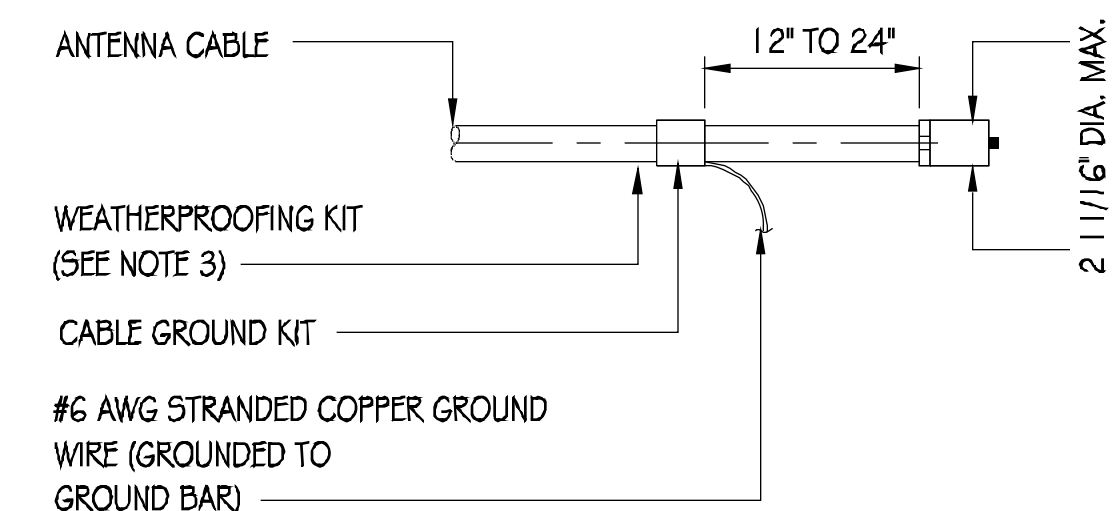 ANTENNA CABLE
12" TO 24"
2 11/16" DIA. MAX.
WEATHERPROOFING KIT
(SEE NOTE 3)
CABLE GROUND KIT
#6 AWG STRANDED COPPER GROUND
WIRE (GROUNDED TO
GROUND BAR)